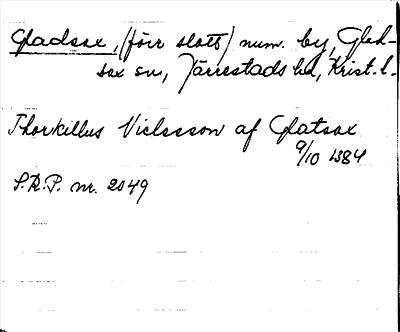 Gladsax, (förr slott) num. by, Glad-
sax sn, Järrestads hd, Krist. l.
Thorkillus Nielssson af Glatsax
9/10 1384
S.R.P. nr. 2049